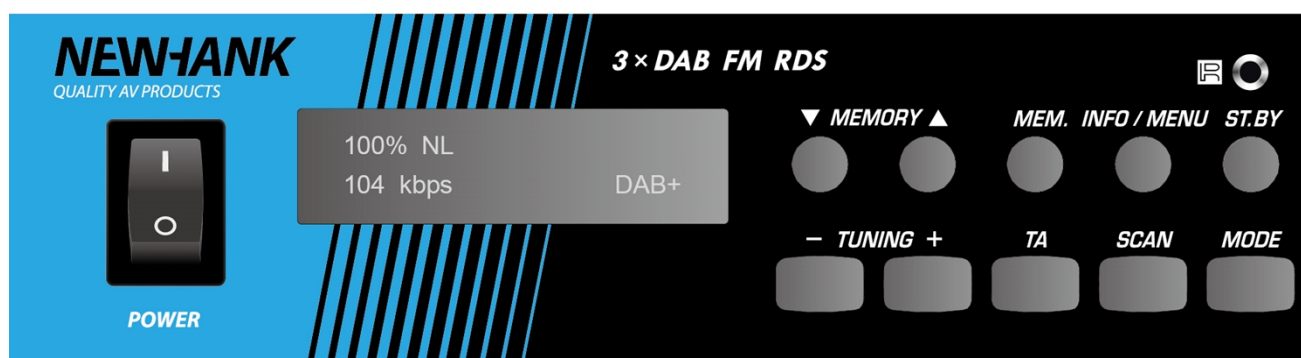 NEWHANK
QUALITY AV PRODUCTS
3 × DAB FM RDS
IR
100% NL
104 kbps DAB+
▼ MEMORY ▲ MEM. INFO / MENU ST.BY
I
O
− TUNING + TA SCAN MODE
POWER